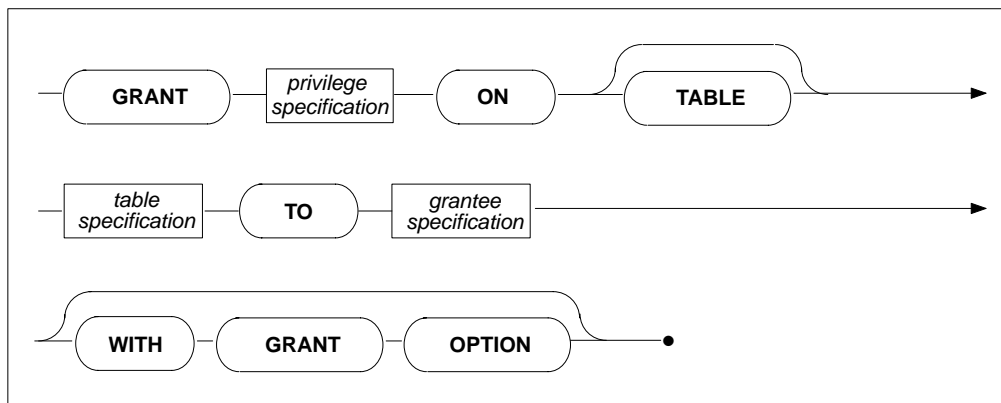 GRANT privilege specification ON TABLE
table specification TO grantee specification
WITH GRANT OPTION